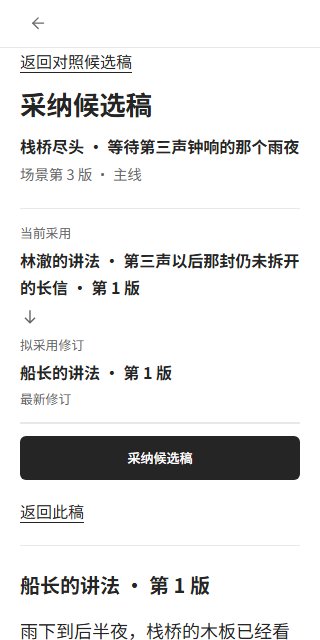 返回对照候选稿
采纳候选稿
栈桥尽头 · 等待第三声钟响的那个雨夜
场景第 3 版 · 主线
当前采用
林澈的讲法 · 第三声以后那封仍未拆开
的长信 · 第 1 版
拟采用修订
船长的讲法 · 第 1 版
最新修订
采纳候选稿
返回此稿
船长的讲法 · 第 1 版
雨下到后半夜，栈桥的木板已经看